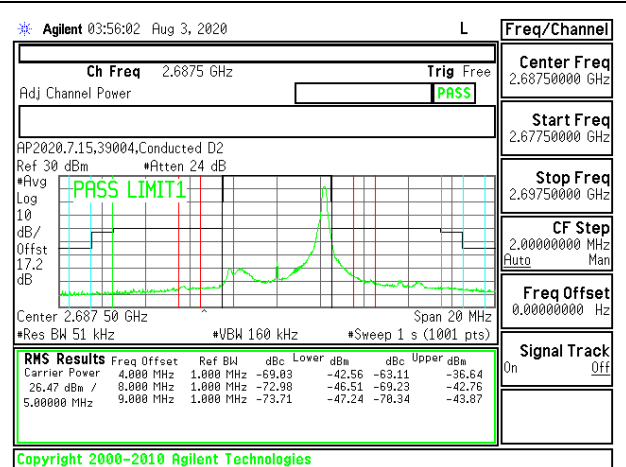 Agilent 03:56:02 Aug 3, 2020 L
Freq/Channel
Ch Freq 2.6875 GHz Trig Free
Adj Channel Power PASS
AP2020.7.15,39004,Conducted D2
Ref 30 dBm #Atten 24 dB
#Avg
Log
10
dB/
Offst
17.2
dB
PASS LIMIT1
Center 2.687 50 GHz Span 20 MHz
#Res BW 51 kHz #VBW 160 kHz #Sweep 1 s (1001 pts)
RMS Results Freq Offset Ref BW dBc Lower dBm dBc Upper dBm
Carrier Power 4.000 MHz 1.000 MHz -69.03 -42.56 -63.11 -36.64
26.47 dBm / 8.000 MHz 1.000 MHz -72.98 -46.51 -69.23 -42.76
5.00000 MHz 9.000 MHz 1.000 MHz -73.71 -47.24 -70.34 -43.87
Copyright 2000-2010 Agilent Technologies
Center Freq
2.68750000 GHz
Start Freq
2.67750000 GHz
Stop Freq
2.69750000 GHz
CF Step
2.00000000 MHz
Auto Man
Freq Offset
0.00000000 Hz
Signal Track
On Off